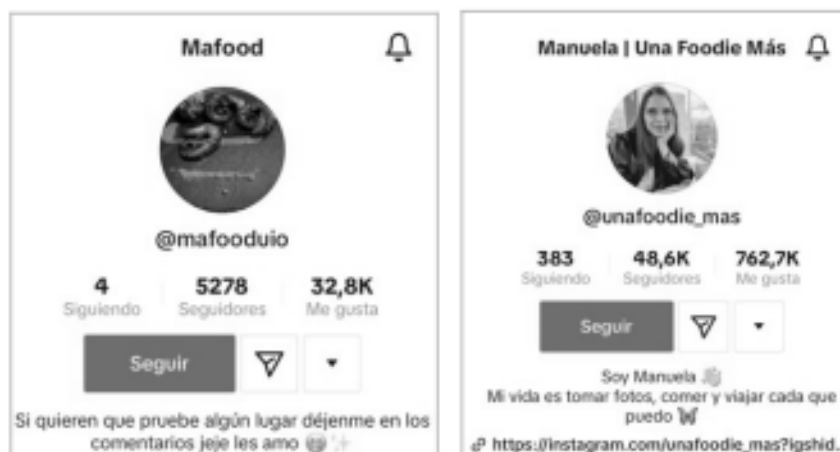 Mafood
@mafooduio
4 5278 32,8K
Siguiendo Seguidores Me gusta
Seguir
Si quieren que pruebe algún lugar déjenme en los
comentarios jeje les amo
Manuela | Una Foodie Más
@unafoodie_mas
383 48,6K 762,7K
Siguiendo Seguidores Me gusta
Seguir
Soy Manuela
Mi vida es tomar fotos, comer y viajar cada que
puedo
https://instagram.com/unafoodie_mas?igshid.